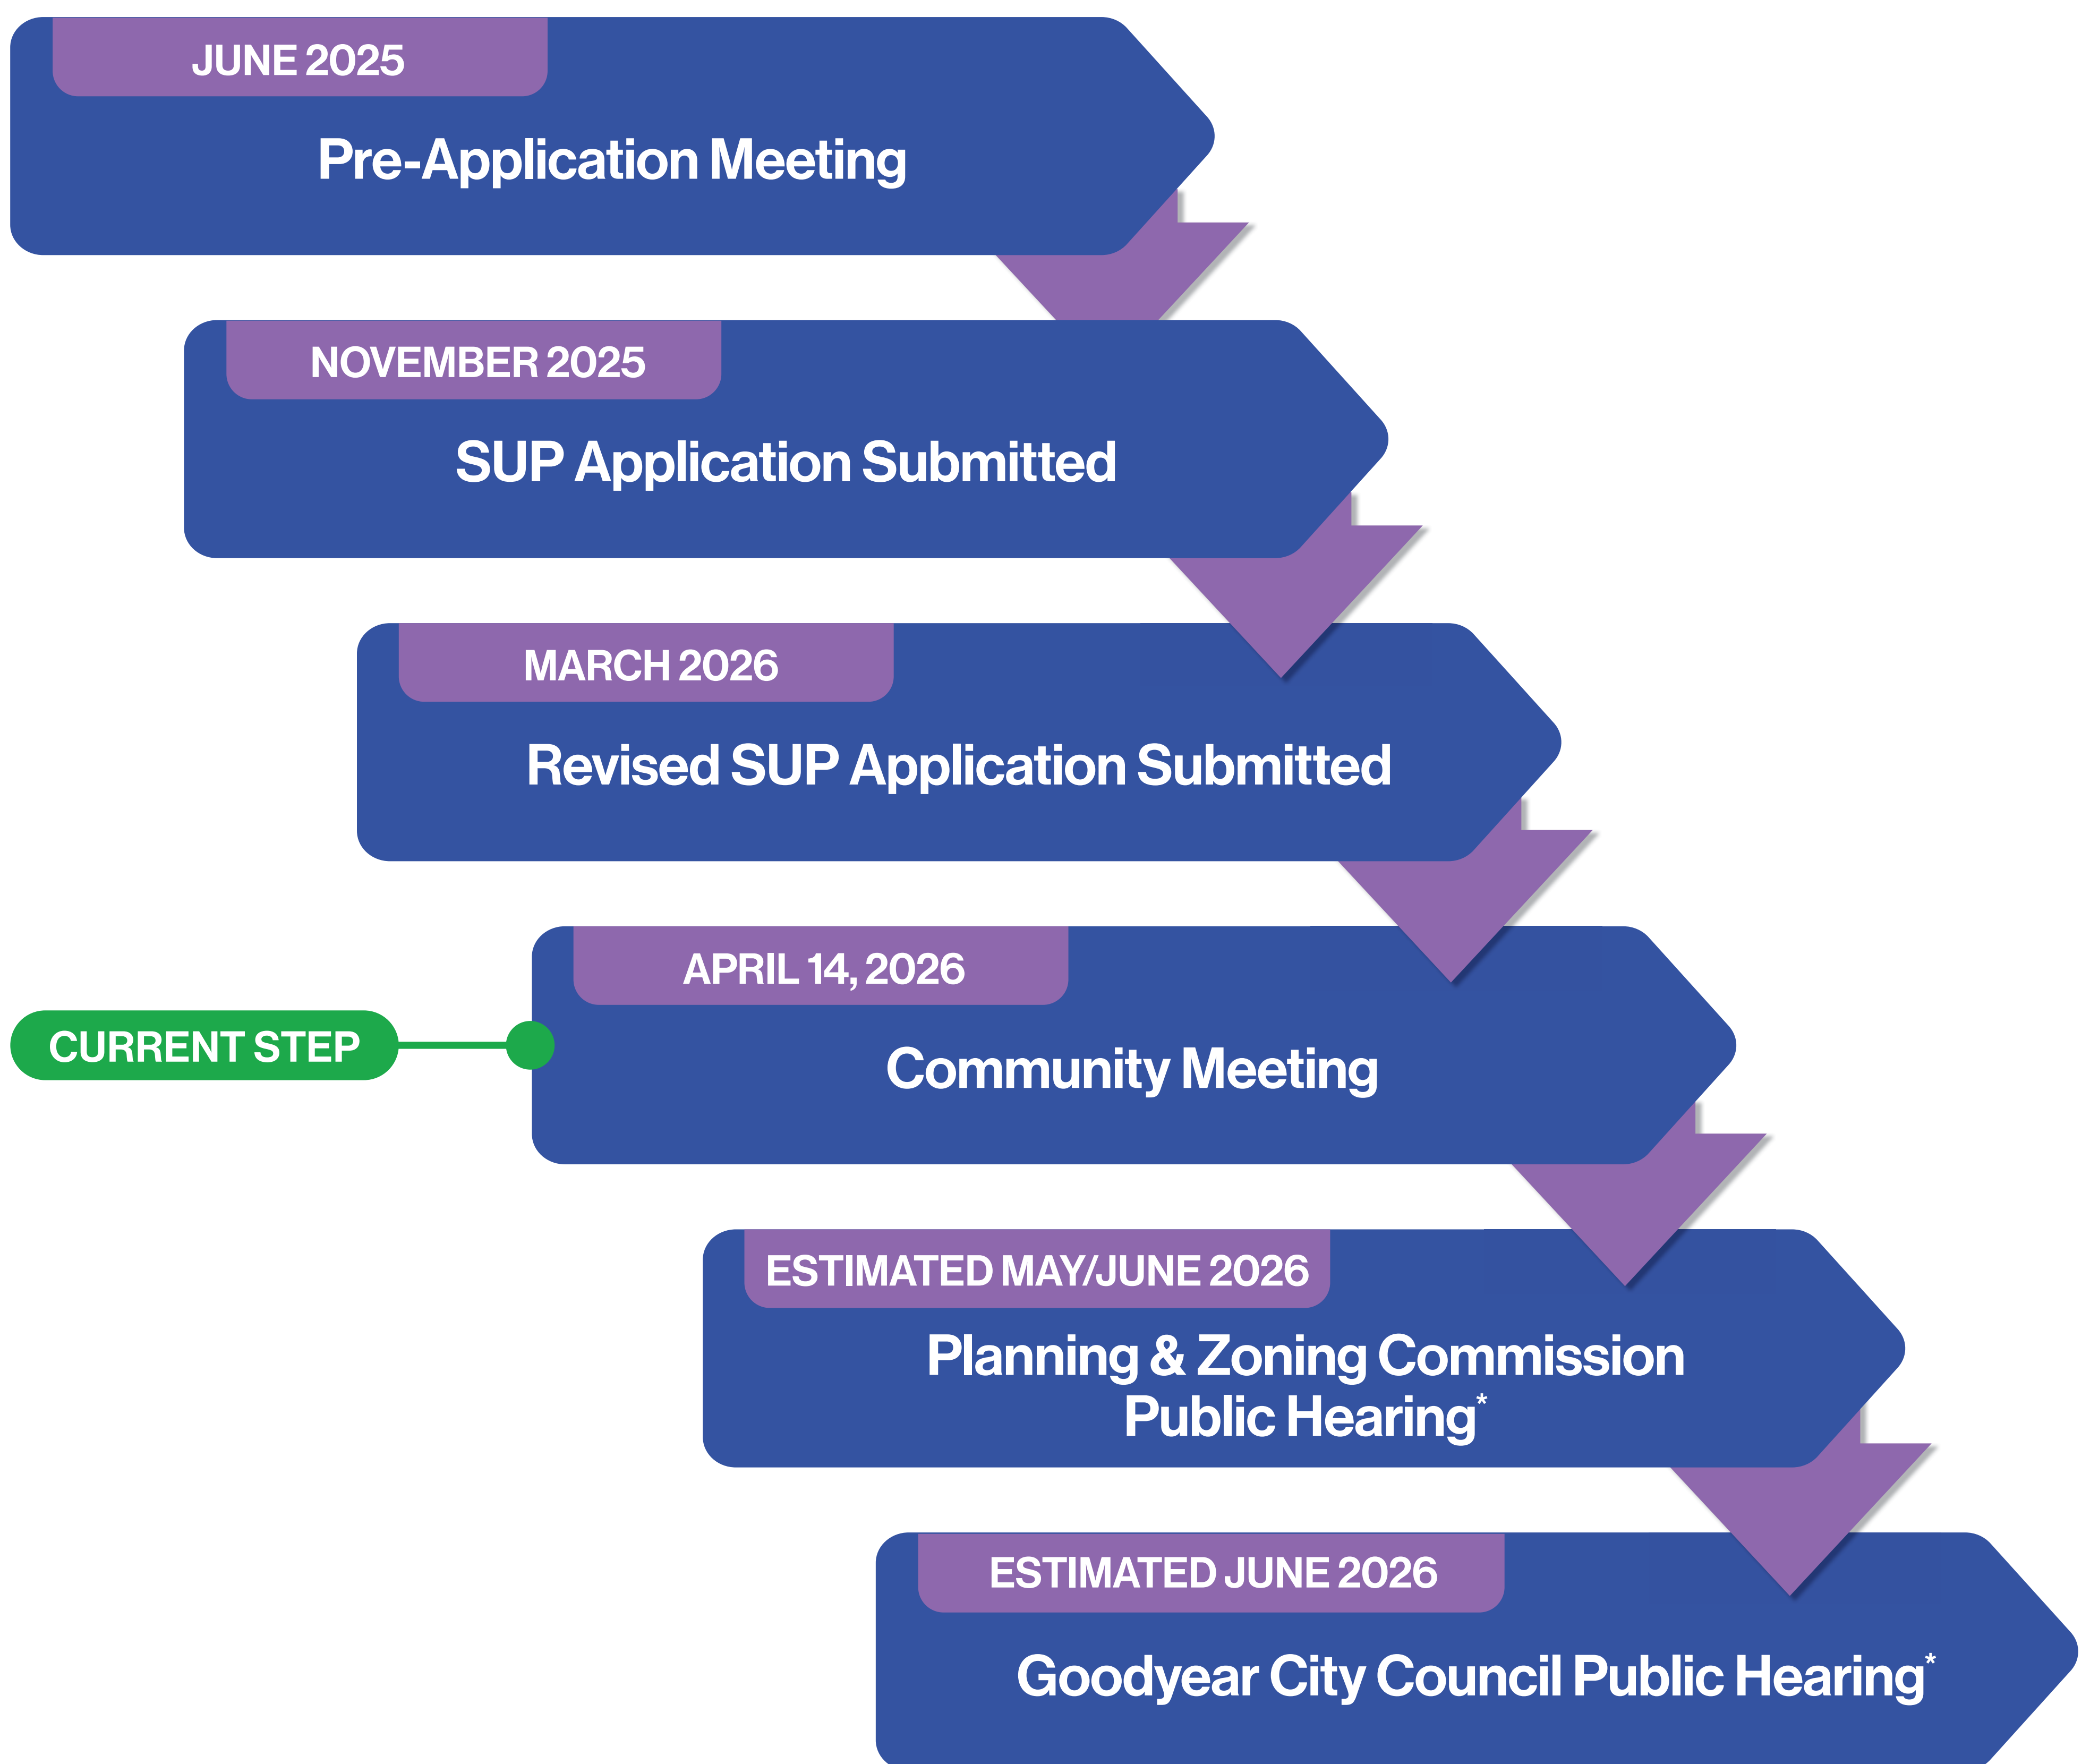 JUNE 2025
Pre-Application Meeting
NOVEMBER 2025
SUP Application Submitted
MARCH 2026
Revised SUP Application Submitted
APRIL 14, 2026
CURRENT STEP
Community Meeting
ESTIMATED MAY/JUNE 2026
Planning & Zoning Commission
Public Hearing*
ESTIMATED JUNE 2026
Goodyear City Council Public Hearing*